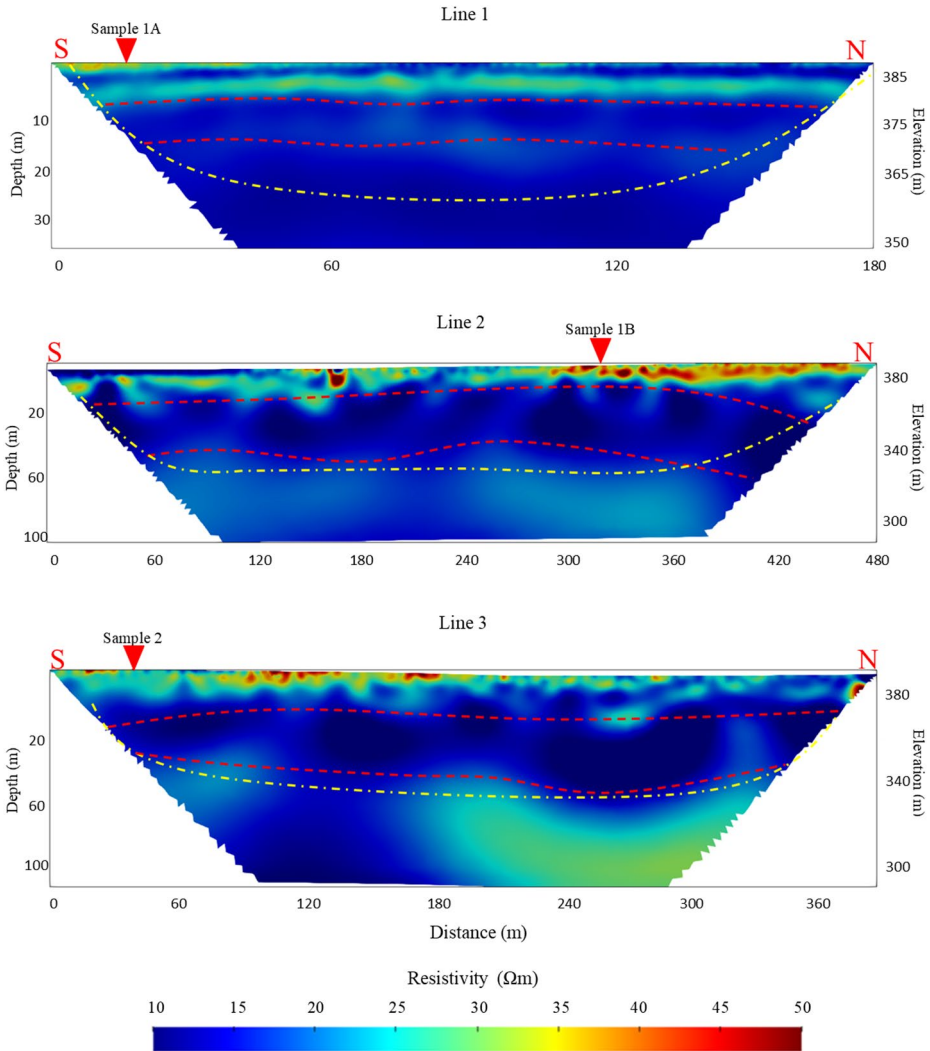 Line 1
Sample 1A
S
N
Depth (m)
10
20
30
385
375
365
350
Elevation (m)
0
60
120
180
Line 2
Sample 1B
S
N
Depth (m)
20
60
100
380
340
300
Elevation (m)
0
60
120
180
240
300
360
420
480
Line 3
Sample 2
S
N
Depth (m)
20
60
100
380
340
300
Elevation (m)
0
60
120
180
240
300
360
Distance (m)
Resistivity (Ωm)
10
15
20
25
30
35
40
45
50